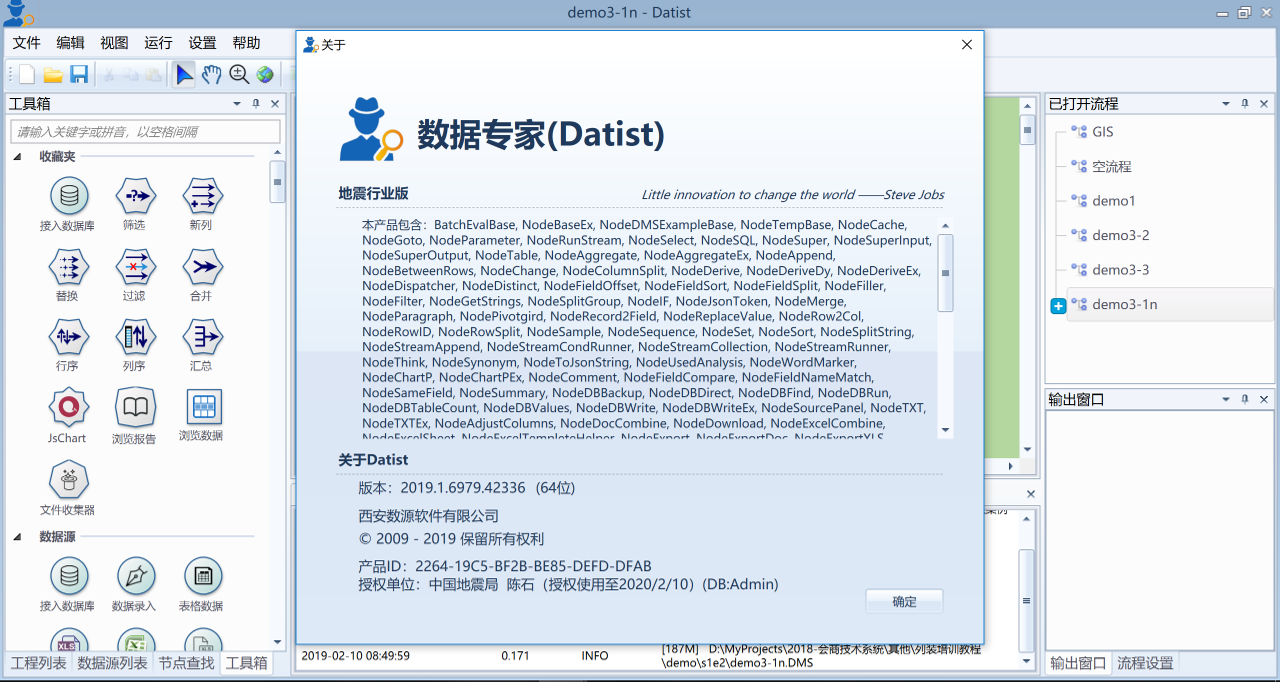 demo3-1n - Datist
文件 编辑 视图 运行 设置 帮助
工具箱
请输入关键字或拼音，以空格间隔
收藏夹
接入数据库 筛选 新列
替换 过滤 合并
行序 列序 汇总
JsChart 浏览报告 浏览数据
文件收集器
数据源
接入数据库 数据录入 表格数据
XLS
工程列表 数据源列表 节点查找 工具箱
关于
数据专家(Datist)
地震行业版
Little innovation to change the world ——Steve Jobs
本产品包含：BatchEvalBase, NodeBaseEx, NodeDMSExampleBase, NodeTempBase, NodeCache,
NodeGoto, NodeParameter, NodeRunStream, NodeSelect, NodeSQL, NodeSuper, NodeSuperInput,
NodeSuperOutput, NodeTable, NodeAggregate, NodeAggregateEx, NodeAppend,
NodeBetweenRows, NodeChange, NodeColumnSplit, NodeDerive, NodeDeriveDy, NodeDeriveEx,
NodeDispatcher, NodeDistinct, NodeFieldOffset, NodeFieldSort, NodeFieldSplit, NodeFiller,
NodeFilter, NodeGetStrings, NodeSplitGroup, NodeIF, NodeJsonToken, NodeMerge,
NodeParagraph, NodePivotgird, NodeRecord2Field, NodeReplaceValue, NodeRow2Col,
NodeRowID, NodeRowSplit, NodeSample, NodeSequence, NodeSet, NodeSort, NodeSplitString,
NodeStreamAppend, NodeStreamCondRunner, NodeStreamCollection, NodeStreamRunner,
NodeThink, NodeSynonym, NodeToJsonString, NodeUsedAnalysis, NodeWordMarker,
NodeChartP, NodeChartPEx, NodeComment, NodeFieldCompare, NodeFieldNameMatch,
NodeSameField, NodeSummary, NodeDBBackup, NodeDBDirect, NodeDBFind, NodeDBRun,
NodeDBTableCount, NodeDBValues, NodeDBWrite, NodeDBWriteEx, NodeSourcePanel, NodeTXT,
NodeTXTEx, NodeAdjustColumns, NodeDocCombine, NodeDownload, NodeExcelCombine,
NodeExcelSheet, NodeExcelTempleteHelper, NodeExport, NodeExportDoc, NodeExportXLS,
关于Datist
版本：2019.1.6979.42336 (64位)
西安数源软件有限公司
© 2009 - 2019 保留所有权利
产品ID：2264-19C5-BF2B-BE85-DEFD-DFAB
授权单位：中国地震局 陈石（授权使用至2020/2/10）(DB:Admin)
确定
2019-02-10 08:49:59 0.171 INFO [187M] D:\MyProjects\2018-会商技术系统\其他\列装培训教程
\demo\s1e2\demo3-1n.DMS
已打开流程
GIS
空流程
demo1
demo3-2
demo3-3
demo3-1n
输出窗口
输出窗口 流程设置